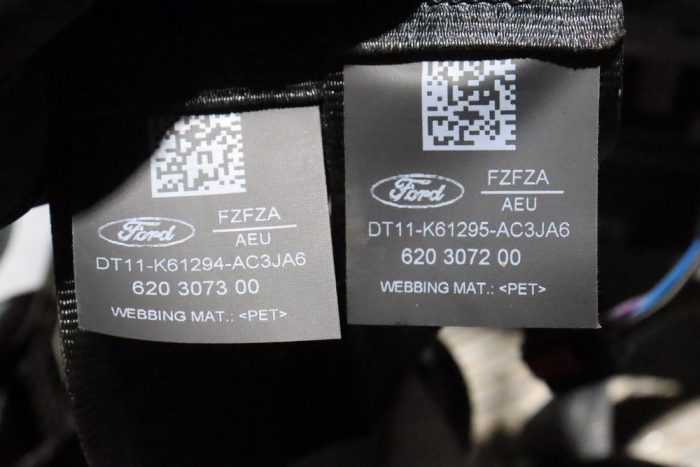 Ford
FZFZA
AEU
DT11-K61294-AC3JA6
620 3073 00
WEBBING MAT.: <PET>
Ford
FZFZA
AEU
DT11-K61295-AC3JA6
620 3072 00
WEBBING MAT.: <PET>